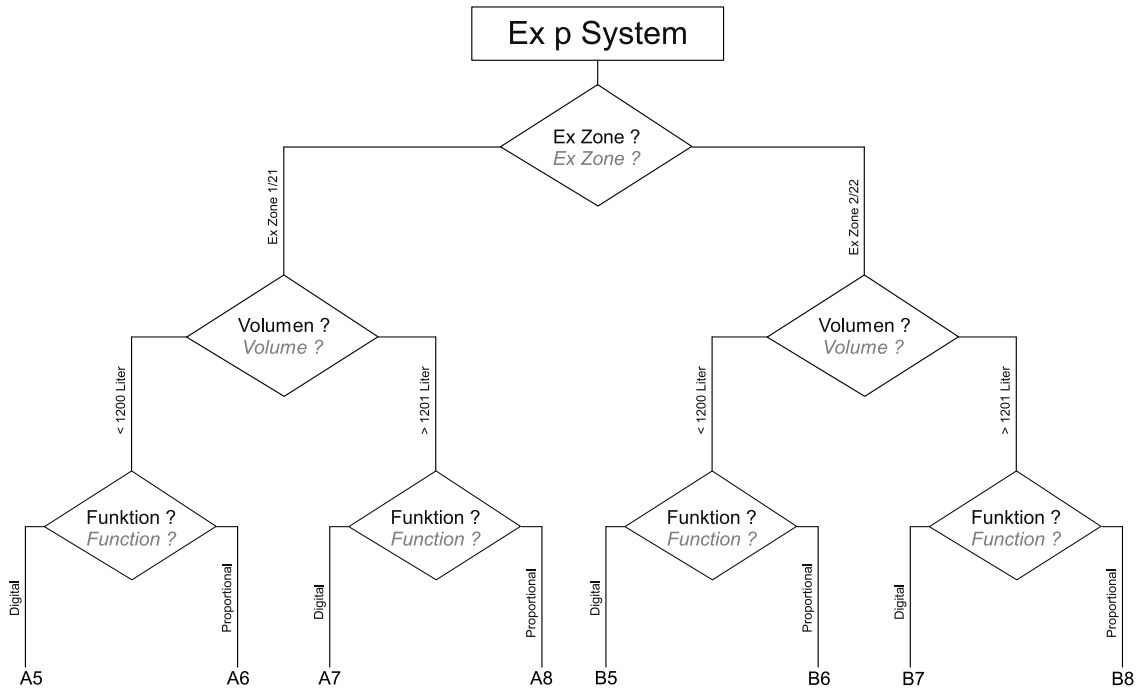 Ex p System
Ex Zone ?
Ex Zone ?
Ex Zone 1/21
Ex Zone 2/22
Volumen ?
Volume ?
Volumen ?
Volume ?
< 1200 Liter
> 1201 Liter
< 1200 Liter
> 1201 Liter
Funktion ?
Function ?
Funktion ?
Function ?
Funktion ?
Function ?
Funktion ?
Function ?
Digital
Proportional
Digital
Proportional
Digital
Proportional
Digital
Proportional
A5
A6
A7
A8
B5
B6
B7
B8